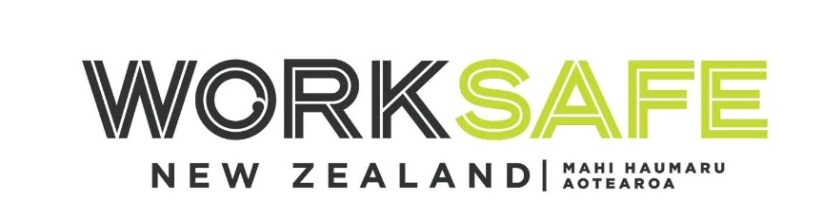 WORKSAFE
NEW ZEALAND | MAHI HAUMARU
AOTEAROA